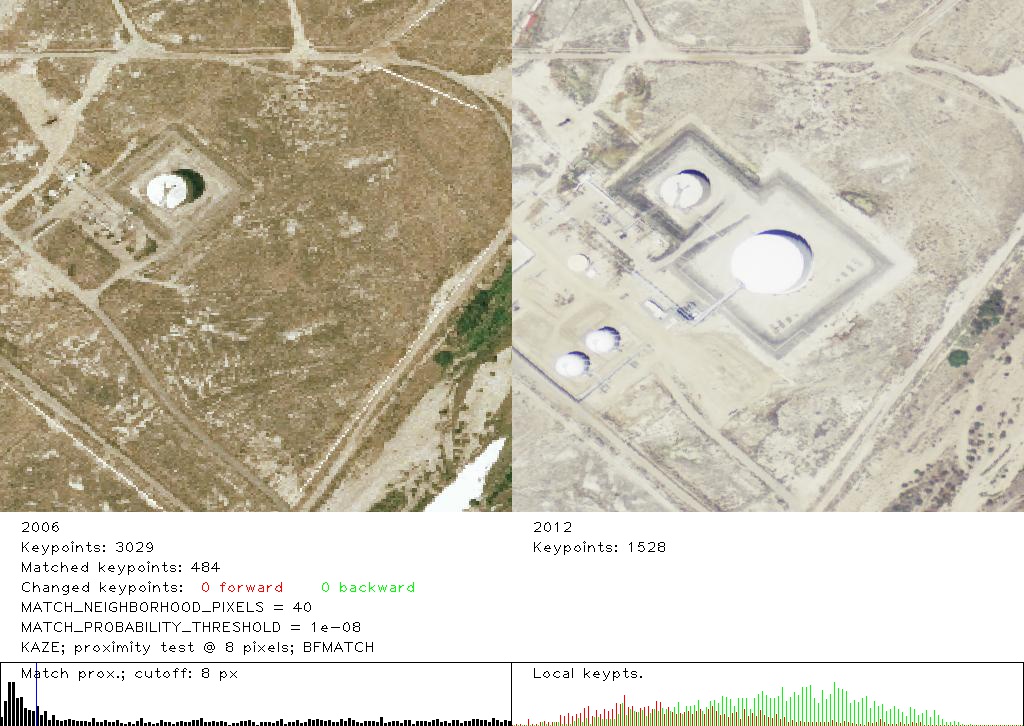 2006
Keypoints: 3029
Matched keypoints: 484
Changed keypoints: 0 forward 0 backward
MATCH_NEIGHBORHOOD_PIXELS = 40
MATCH_PROBABILITY_THRESHOLD = 1e-08
KAZE; proximity test @ 8 pixels; BFMATCH
Match prox.; cutoff: 8 px
2012
Keypoints: 1528
Local keypts.